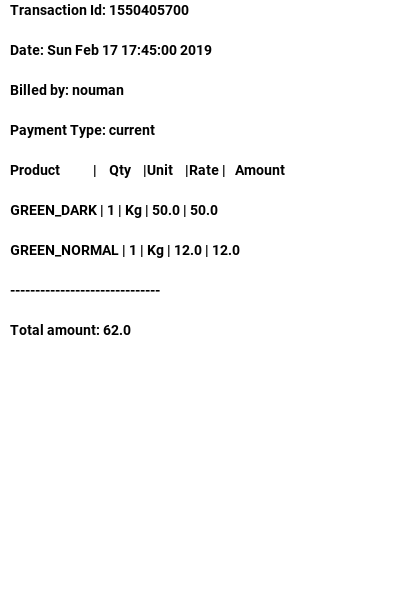 Transaction Id: 1550405700
Date: Sun Feb 17 17:45:00 2019
Billed by: nouman
Payment Type: current
Product | Qty |Unit |Rate | Amount
GREEN_DARK | 1 | Kg | 50.0 | 50.0
GREEN_NORMAL | 1 | Kg | 12.0 | 12.0
------------------------------
Total amount: 62.0